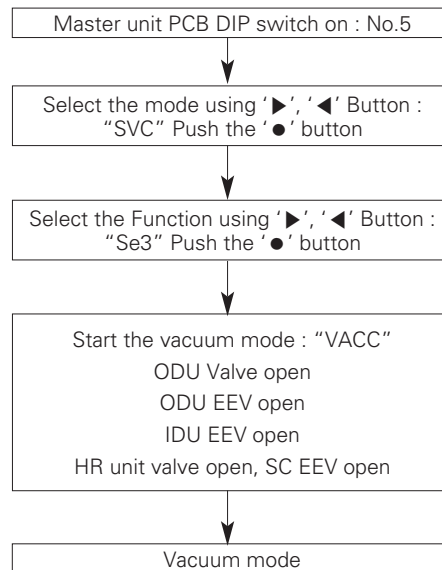 Master unit PCB DIP switch on : No.5
Select the mode using ‘▶’, ‘◀’ Button :
“SVC” Push the ‘●’ button
Select the Function using ‘▶’, ‘◀’ Button :
“Se3” Push the ‘●’ button
Start the vacuum mode : “VACC”
ODU Valve open
ODU EEV open
IDU EEV open
HR unit valve open, SC EEV open
Vacuum mode